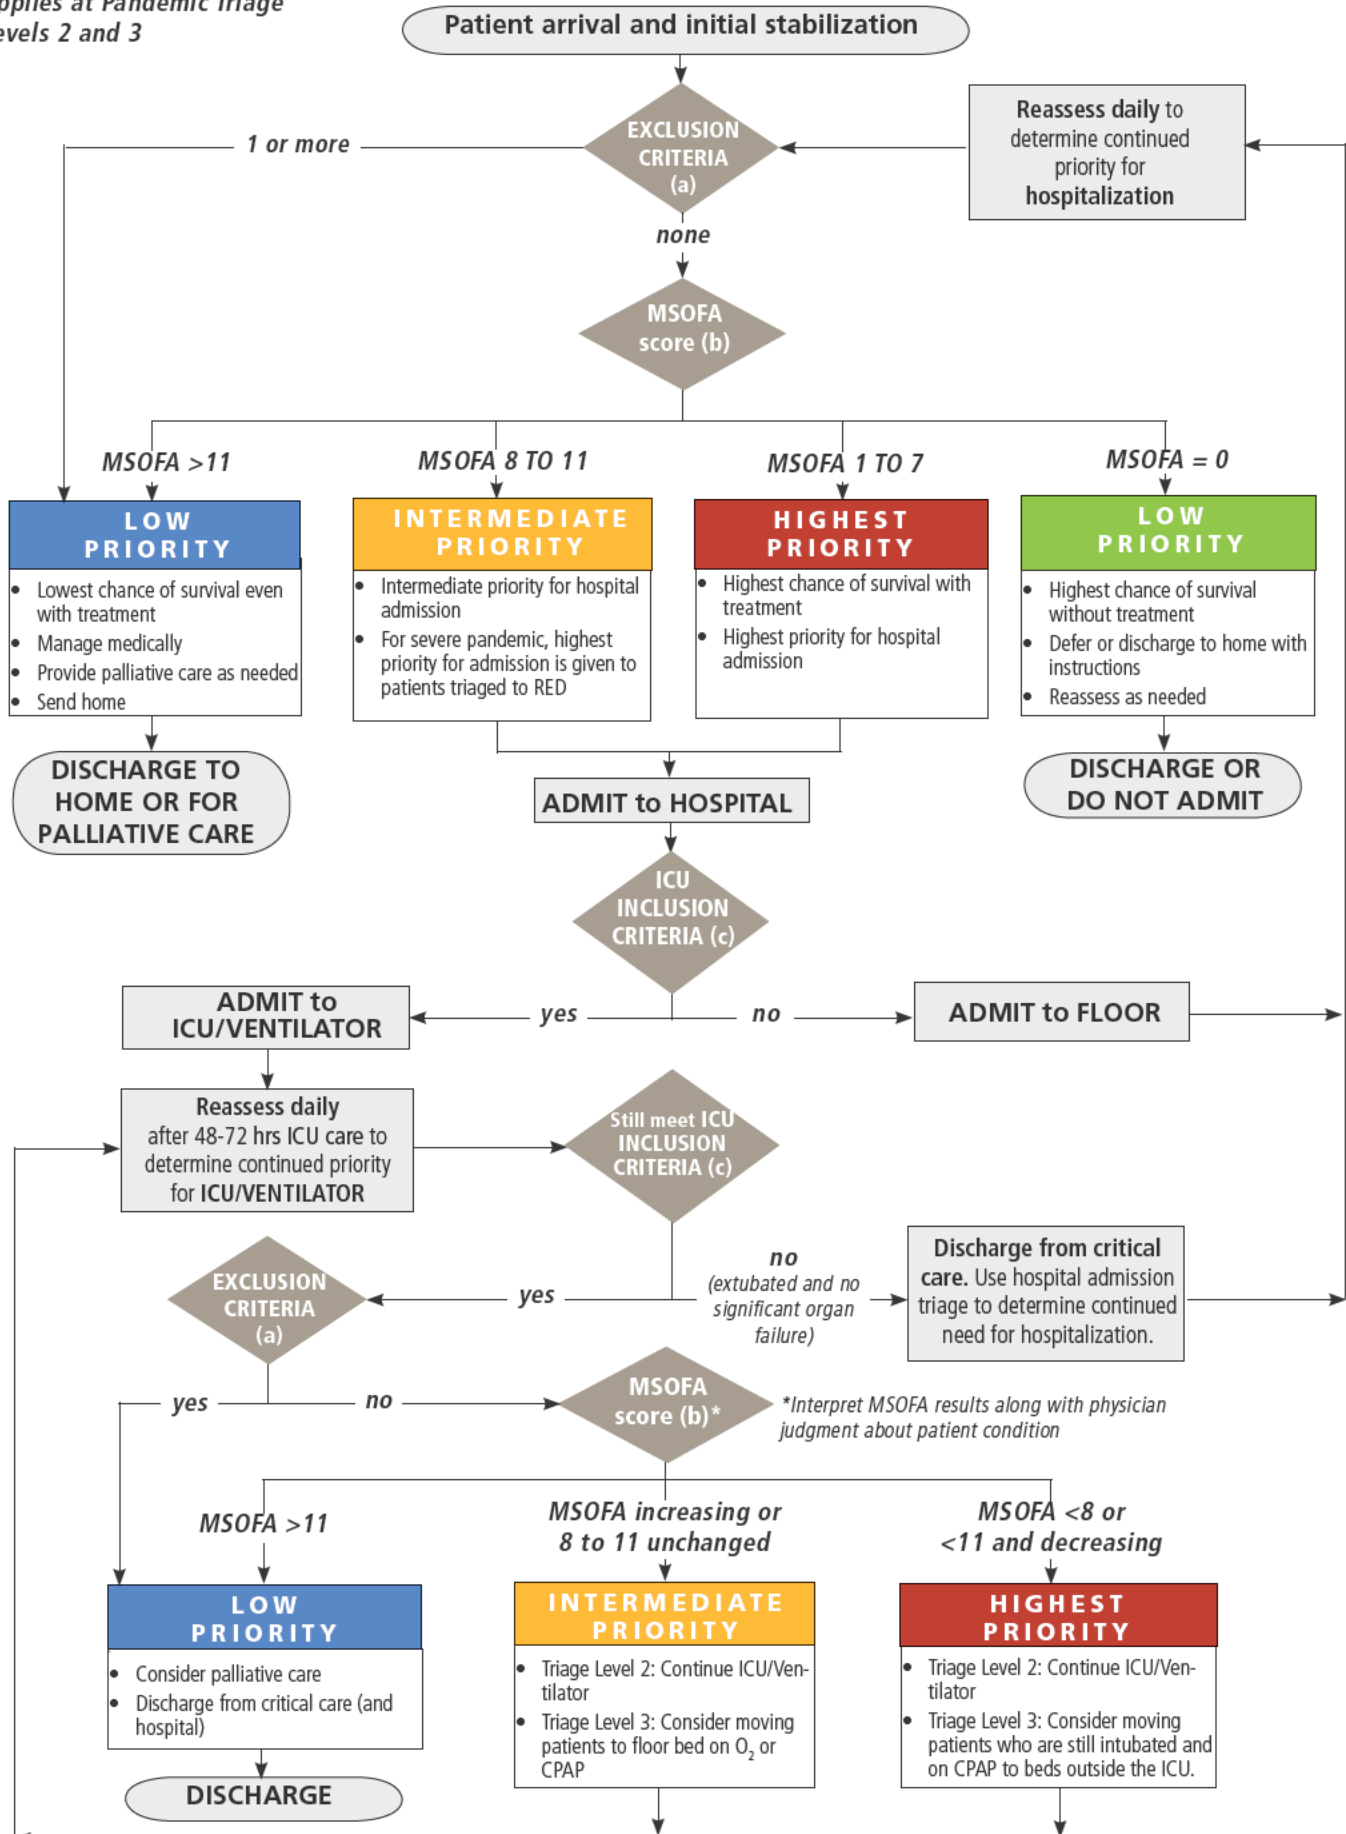 pplies at Pandemic Triage
evels 2 and 3
Patient arrival and initial stabilization
EXCLUSION
CRITERIA
(a)
Reassess daily to
determine continued
priority for
hospitalization
1 or more
none
MSOFA
score (b)
MSOFA >11
MSOFA 8 TO 11
MSOFA 1 TO 7
MSOFA = 0
LOW
PRIORITY
• Lowest chance of survival even
with treatment
• Manage medically
• Provide palliative care as needed
• Send home
INTERMEDIATE
PRIORITY
• Intermediate priority for hospital
admission
• For severe pandemic, highest
priority for admission is given to
patients triaged to RED
HIGHEST
PRIORITY
• Highest chance of survival with
treatment
• Highest priority for hospital
admission
LOW
PRIORITY
• Highest chance of survival
without treatment
• Defer or discharge to home with
instructions
• Reassess as needed
DISCHARGE TO
HOME OR FOR
PALLIATIVE CARE
ADMIT to HOSPITAL
DISCHARGE OR
DO NOT ADMIT
ICU
INCLUSION
CRITERIA (c)
ADMIT to
ICU/VENTILATOR
yes
no
ADMIT to FLOOR
Reassess daily
after 48-72 hrs ICU care to
determine continued priority
for ICU/VENTILATOR
Still meet ICU
INCLUSION
CRITERIA (c)
EXCLUSION
CRITERIA
(a)
yes
no
(extubated and no
significant organ
failure)
Discharge from critical
care. Use hospital admission
triage to determine continued
need for hospitalization.
yes
no
MSOFA
score (b)*
*Interpret MSOFA results along with physician
judgment about patient condition
MSOFA >11
MSOFA increasing or
8 to 11 unchanged
MSOFA <8 or
<11 and decreasing
LOW
PRIORITY
• Consider palliative care
• Discharge from critical care (and
hospital)
INTERMEDIATE
PRIORITY
• Triage Level 2: Continue ICU/Ven-
tilator
• Triage Level 3: Consider moving
patients to floor bed on O₂ or
CPAP
HIGHEST
PRIORITY
• Triage Level 2: Continue ICU/Ven-
tilator
• Triage Level 3: Consider moving
patients who are still intubated and
on CPAP to beds outside the ICU.
DISCHARGE